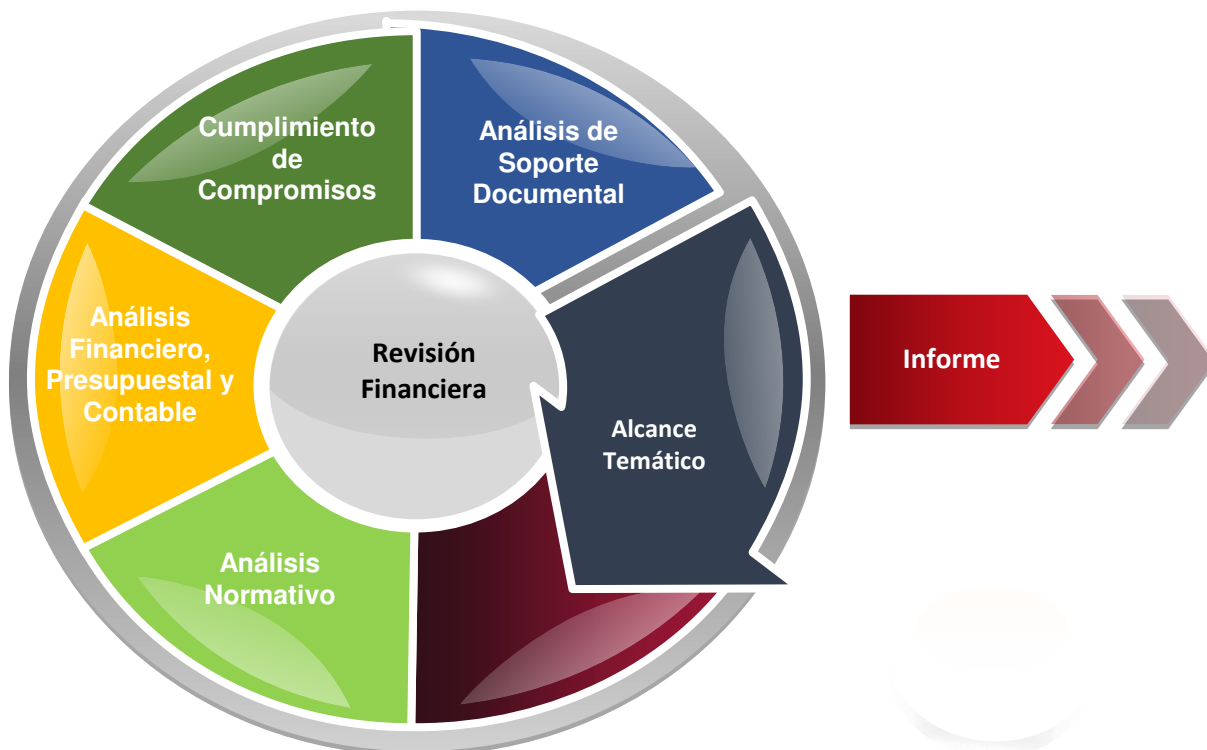 Cumplimiento
de
Compromisos
Análisis de
Soporte
Documental
Análisis
Financiero,
Presupuestal y
Contable
Revisión
Financiera
Alcance
Temático
Informe
Análisis
Normativo